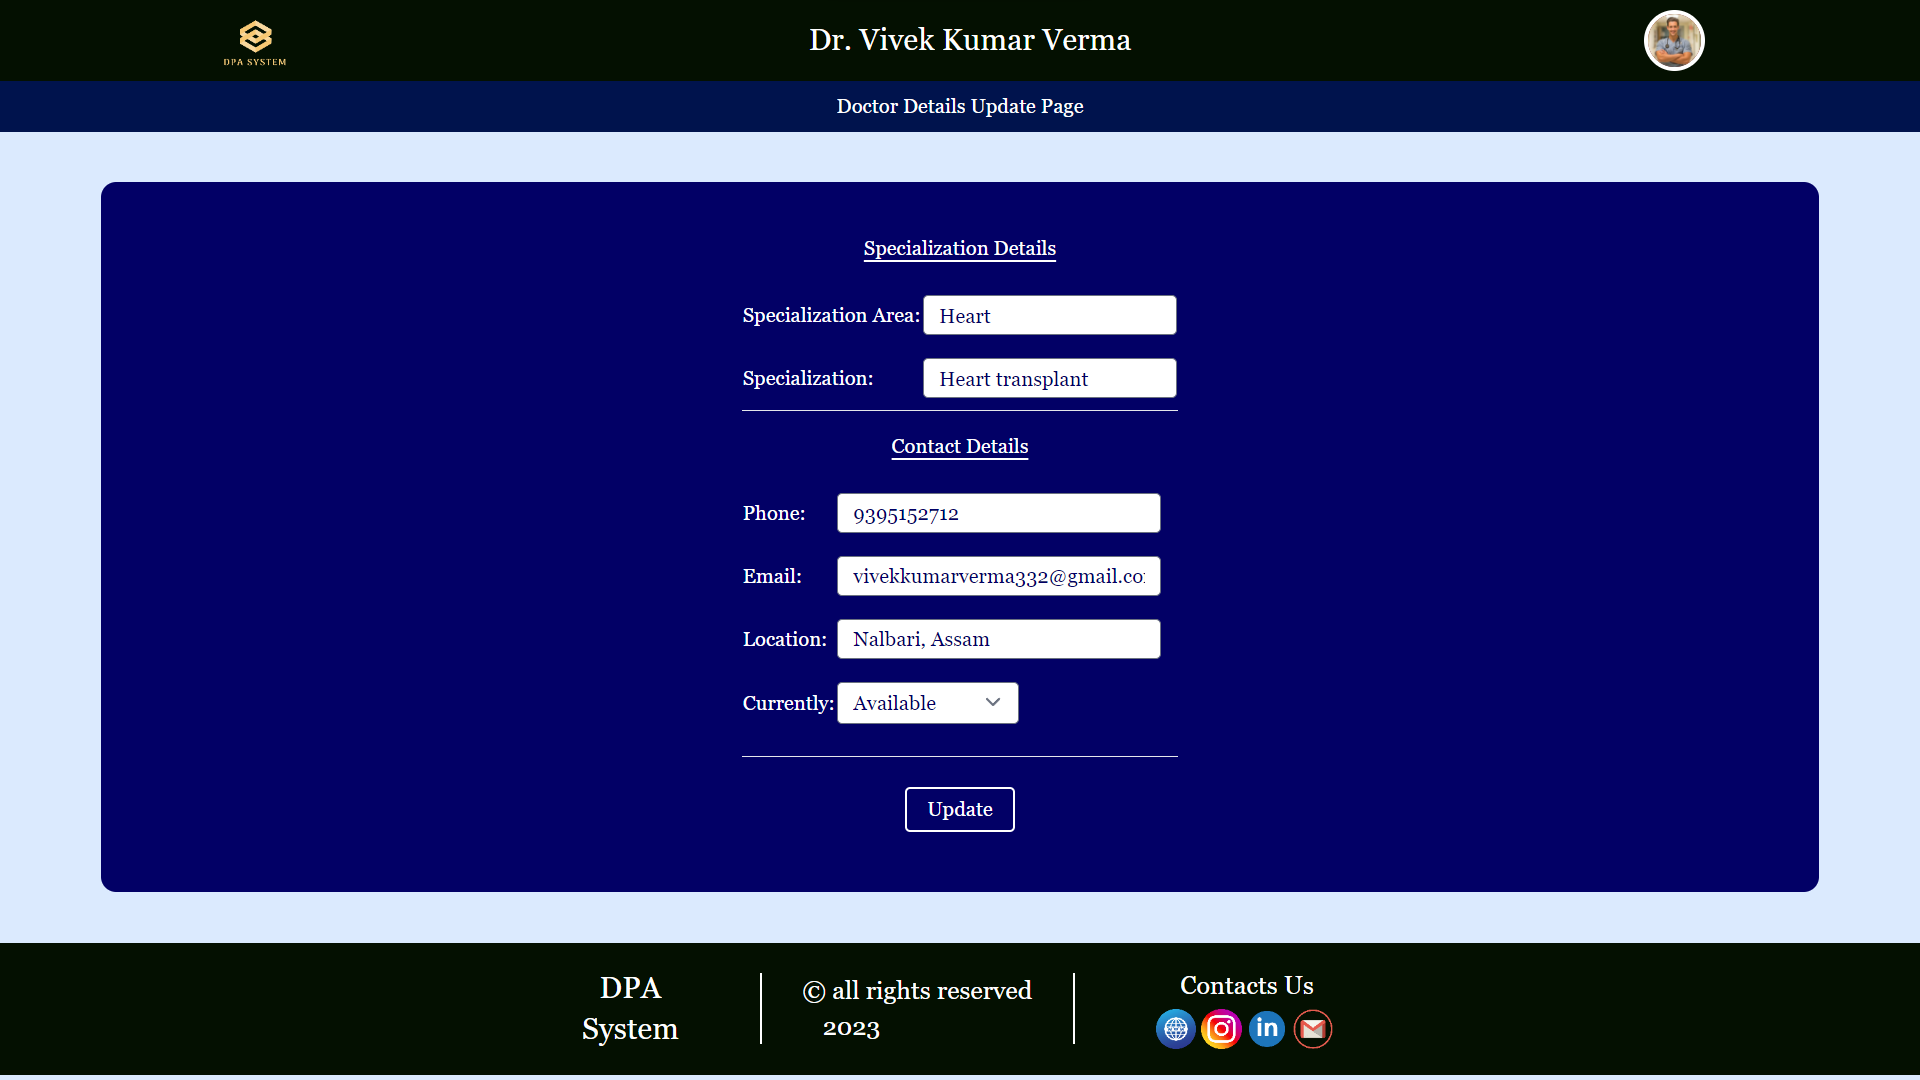 DPA SYSTEM
Dr. Vivek Kumar Verma
Doctor Details Update Page
Specialization Details
Specialization Area: Heart
Specialization: Heart transplant
Contact Details
Phone: 9395152712
Email: vivekkumarverma332@gmail.co
Location: Nalbari, Assam
Currently: Available
Update
DPA
System
© all rights reserved
2023
Contacts Us
in